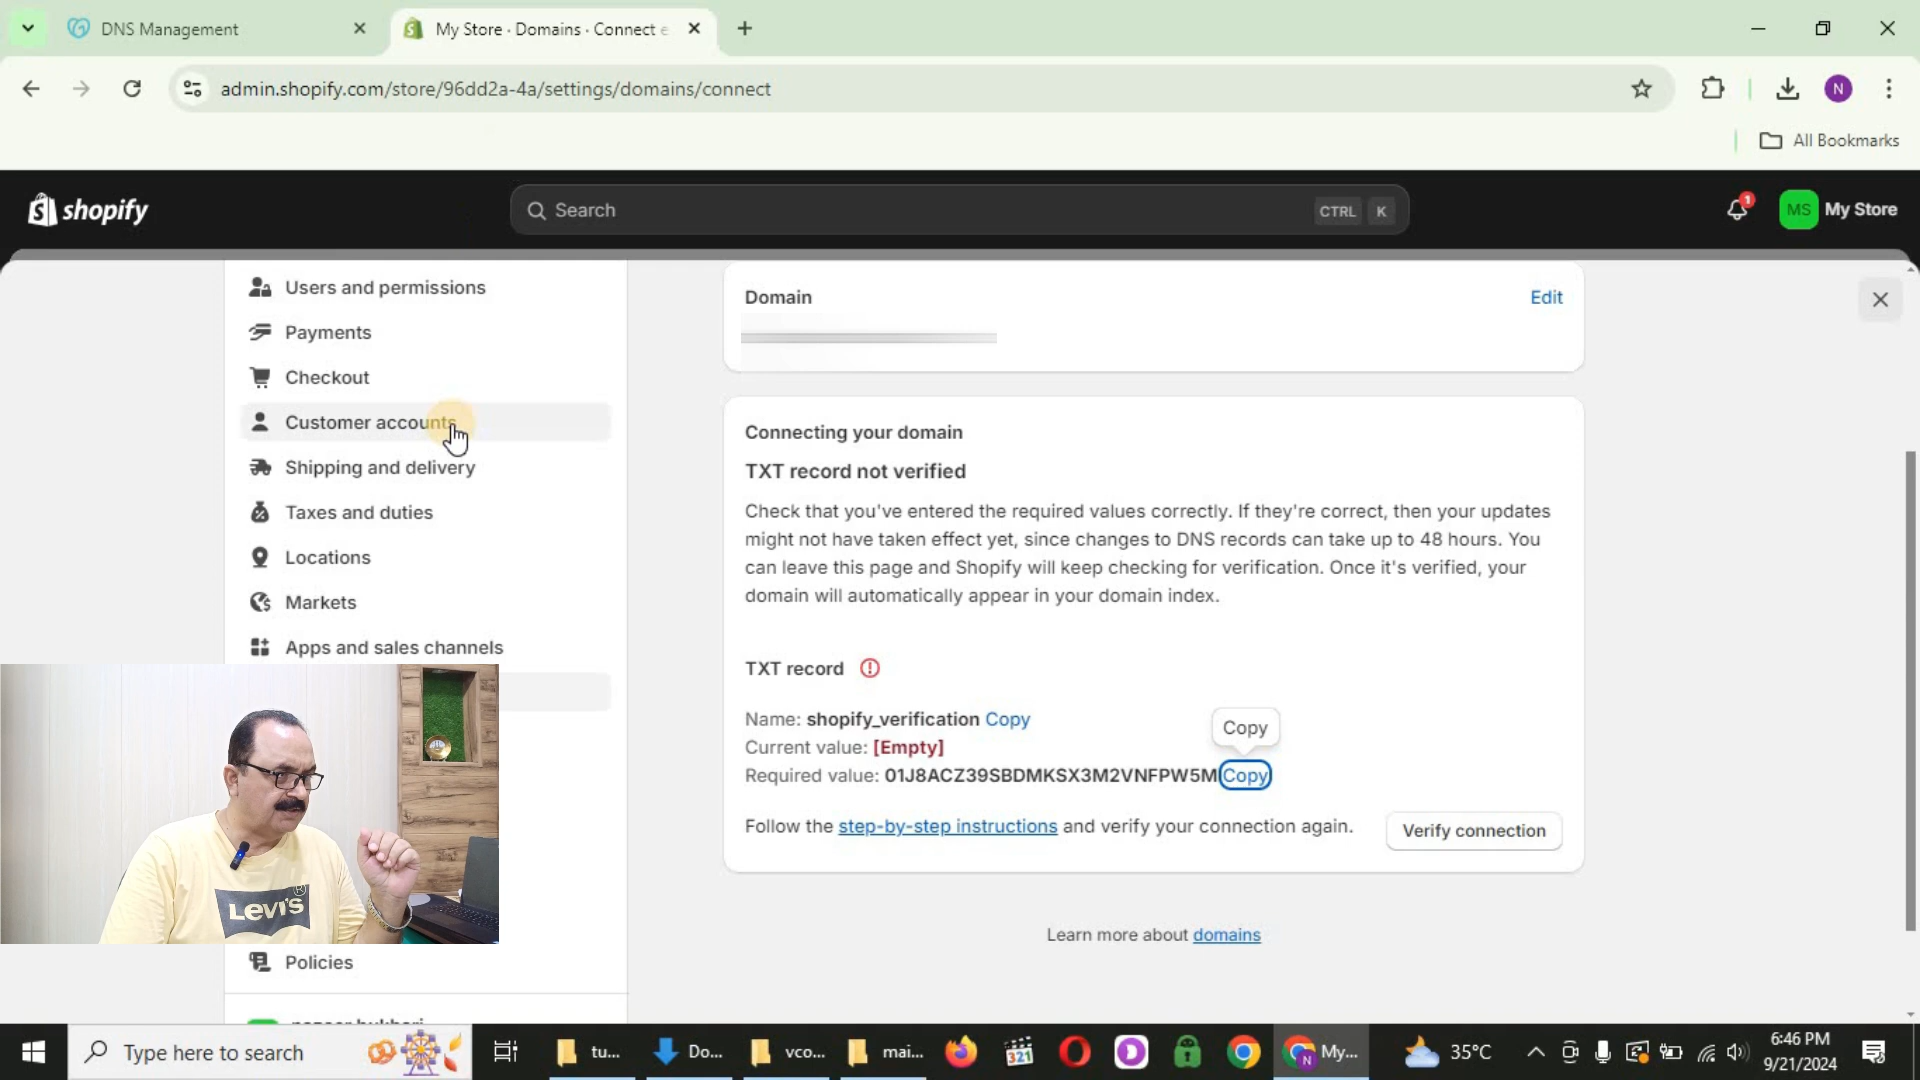 DNS Management
My Store · Domains · Connect e
admin.shopify.com/store/96dd2a-4a/settings/domains/connect
N
All Bookmarks
shopify
Search
CTRL K
1
MS My Store
Users and permissions
Payments
Checkout
Customer accounts
Shipping and delivery
Taxes and duties
Locations
Markets
Apps and sales channels
Policies
Domain
Edit
Connecting your domain
TXT record not verified
Check that you've entered the required values correctly. If they're correct, then your updates
might not have taken effect yet, since changes to DNS records can take up to 48 hours. You
can leave this page and Shopify will keep checking for verification. Once it's verified, your
domain will automatically appear in your domain index.
TXT record
Name: shopify_verification Copy
Copy
Current value: [Empty]
Required value: 01J8ACZ39SBDMKSX3M2VNFPW5M Copy
Follow the step-by-step instructions and verify your connection again.
Verify connection
Learn more about domains
LEVI'S
Type here to search
tu...
Do...
vco...
mai...
321
My...
35°C
6:46 PM
9/21/2024